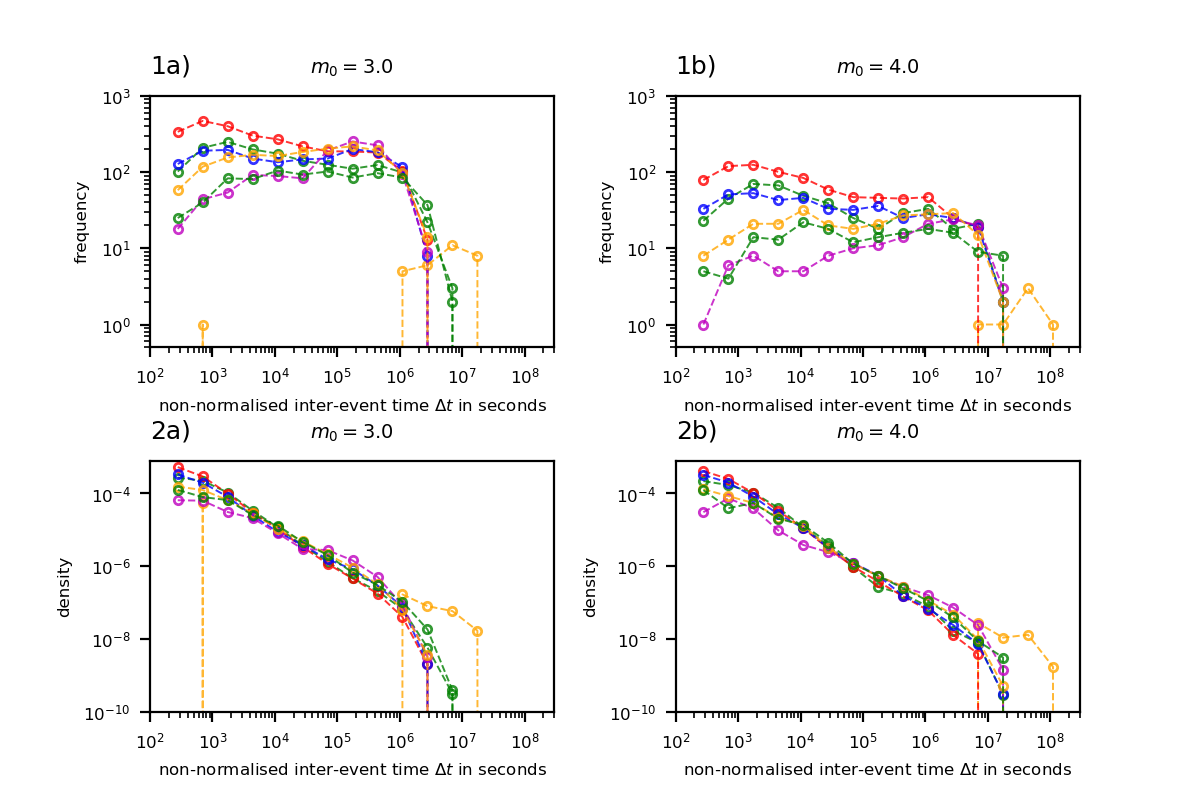 1a) m₀ = 3.0
1b) m₀ = 4.0
10³
10²
10¹
10⁰
frequency
10² 10³ 10⁴ 10⁵ 10⁶ 10⁷ 10⁸
non-normalised inter-event time Δt in seconds
10³
10²
10¹
10⁰
frequency
10² 10³ 10⁴ 10⁵ 10⁶ 10⁷ 10⁸
non-normalised inter-event time Δt in seconds
2a) m₀ = 3.0
2b) m₀ = 4.0
10⁻⁴
10⁻⁶
10⁻⁸
10⁻¹⁰
density
10² 10³ 10⁴ 10⁵ 10⁶ 10⁷ 10⁸
non-normalised inter-event time Δt in seconds
10⁻⁴
10⁻⁶
10⁻⁸
10⁻¹⁰
density
10² 10³ 10⁴ 10⁵ 10⁶ 10⁷ 10⁸
non-normalised inter-event time Δt in seconds